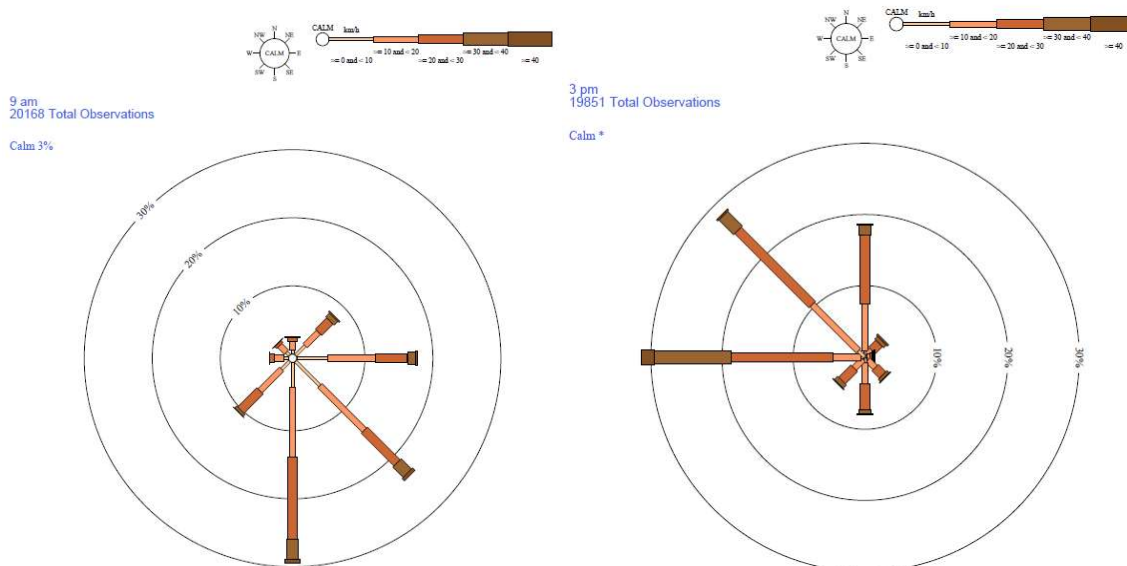 N
NW NE
W CALM E
SW SE
S
CALM km/h
>= 10 and < 20 >= 30 and < 40
>= 0 and < 10 >= 20 and < 30 >= 40
9 am
20168 Total Observations
Calm 3%
30%
20%
10%
N
NW NE
W CALM E
SW SE
S
CALM km/h
>= 10 and < 20 >= 30 and < 40
>= 0 and < 10 >= 20 and < 30 >= 40
3 pm
19851 Total Observations
Calm *
10% 20% 30%